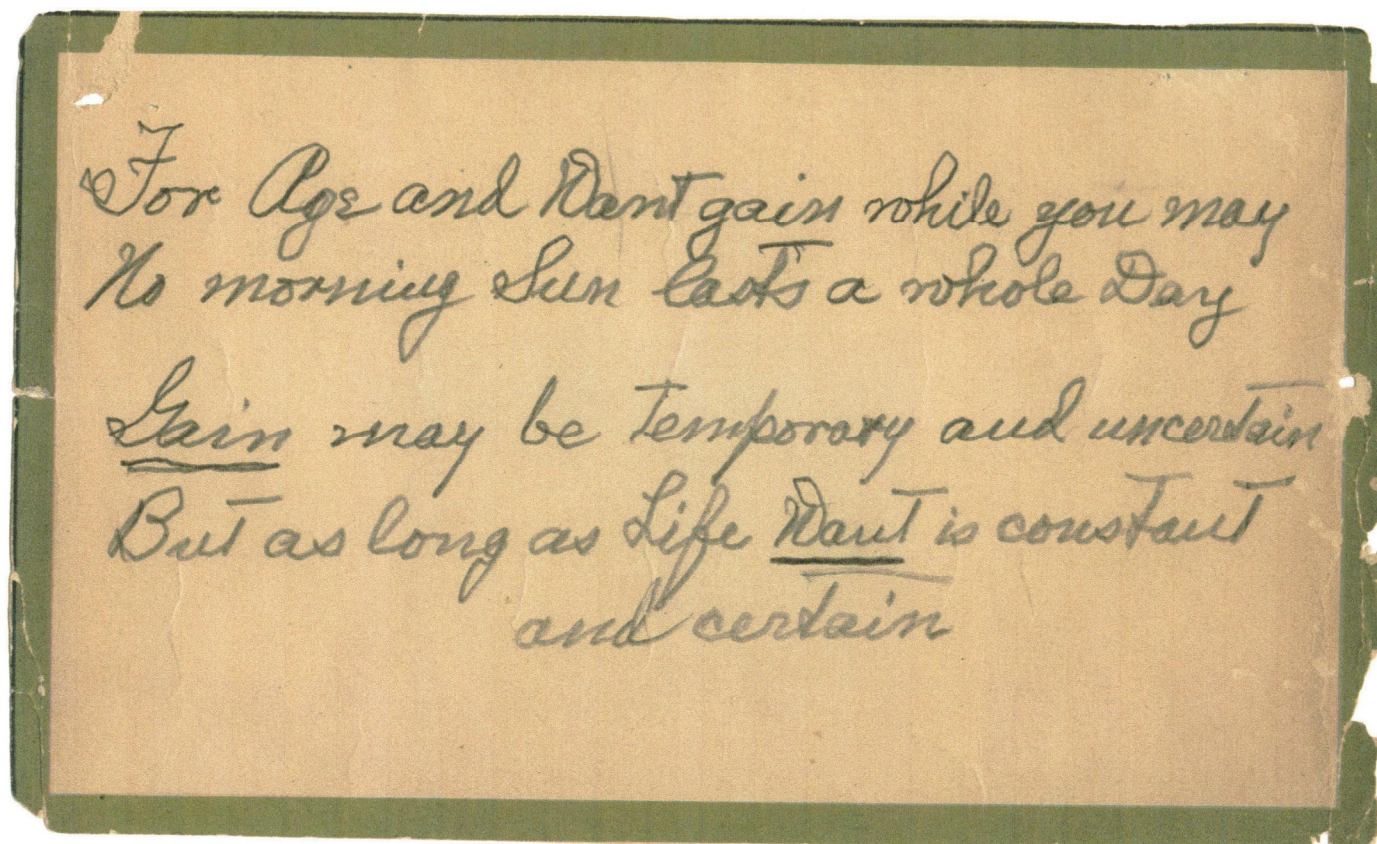 For Age and Want gain while you may
No morning Sun lasts a whole Day
Gain may be Temporary and uncertain
But as long as Life Want is constant
and certain